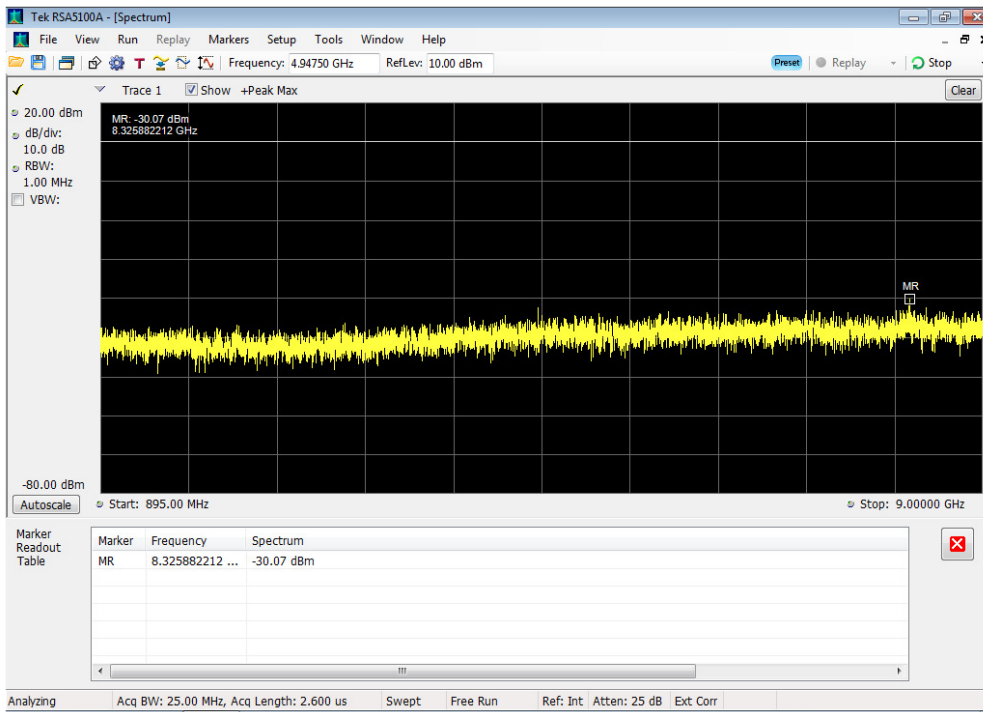 Tek RSA5100A - [Spectrum]
File View Run Replay Markers Setup Tools Window Help
T Frequency: 4.94750 GHz RefLev: 10.00 dBm Preset Replay Stop
Trace 1 Show +Peak Max Clear
20.00 dBm
dB/div:
10.0 dB
RBW:
1.00 MHz
VBW:
MR: -30.07 dBm
8.325882212 GHz
MR
-80.00 dBm
Autoscale Start: 895.00 MHz Stop: 9.00000 GHz
Marker Readout Table
Marker Frequency Spectrum
MR 8.325882212 ... -30.07 dBm
Analyzing Acq BW: 25.00 MHz, Acq Length: 2.600 us Swept Free Run Ref: Int Atten: 25 dB Ext Corr